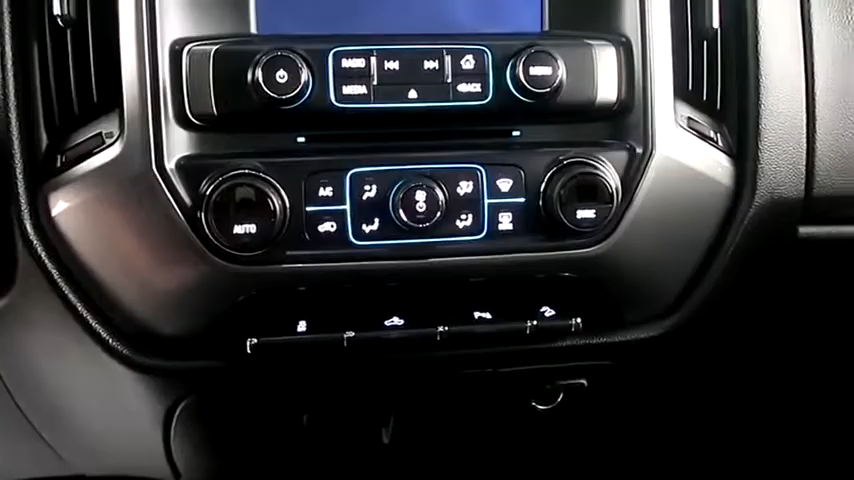 RADIO
MEDIA
BACK
MENU
A/C
AUTO
SYNC